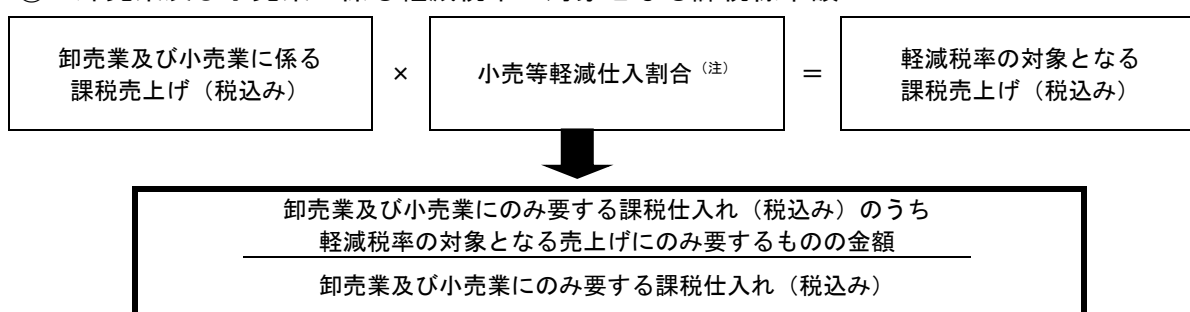 卸売業及び小売業に係る
課税売上げ（税込み）
×
小売等軽減仕入割合（注）
＝
軽減税率の対象となる
課税売上げ（税込み）
卸売業及び小売業にのみ要する課税仕入れ（税込み）のうち
軽減税率の対象となる売上げにのみ要するものの金額
卸売業及び小売業にのみ要する課税仕入れ（税込み）